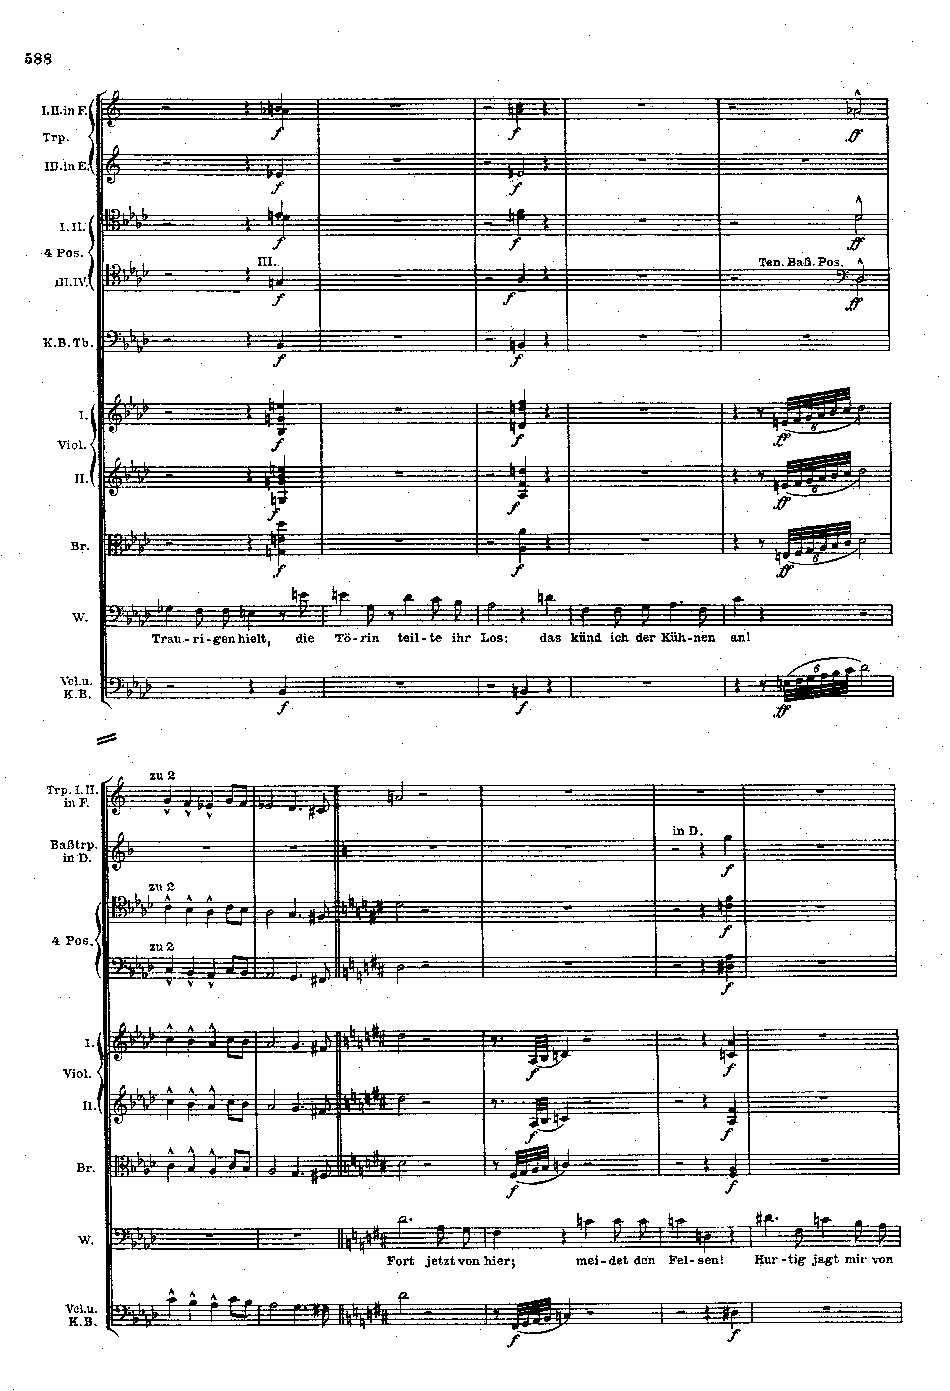 588
I.II. in F.
Trp.
III. in E.
I. II.
4 Pos.
III.IV.
III.
Ten. Baß. Pos.
K.B.Tb.
I.
Viol.
II.
Br.
W.
Trau-ri-gen hielt, die Tö-rin teil-te ihr Los: das künd ich der Küh-nen an!
Vcl.u.
K.B.
zu 2
Trp. I. II.
in F.
Baßtrp.
in D.
in D.
zu 2
4 Pos.
zu 2
I.
Viol.
II.
Br.
W.
Fort jetzt von hier; mei-det den Fel-sen! Hur-tig jagt mir von
Vcl.u.
K.B.